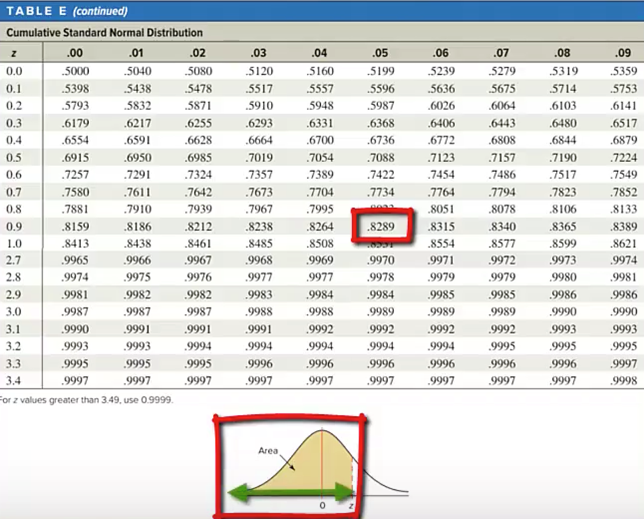 TABLE E (continued)
Cumulative Standard Normal Distribution
z .00 .01 .02 .03 .04 .05 .06 .07 .08 .09
0.0 .5000 .5040 .5080 .5120 .5160 .5199 .5239 .5279 .5319 .5359
0.1 .5398 .5438 .5478 .5517 .5557 .5596 .5636 .5675 .5714 .5753
0.2 .5793 .5832 .5871 .5910 .5948 .5987 .6026 .6064 .6103 .6141
0.3 .6179 .6217 .6255 .6293 .6331 .6368 .6406 .6443 .6480 .6517
0.4 .6554 .6591 .6628 .6664 .6700 .6736 .6772 .6808 .6844 .6879
0.5 .6915 .6950 .6985 .7019 .7054 .7088 .7123 .7157 .7190 .7224
0.6 .7257 .7291 .7324 .7357 .7389 .7422 .7454 .7486 .7517 .7549
0.7 .7580 .7611 .7642 .7673 .7704 .7734 .7764 .7794 .7823 .7852
0.8 .7881 .7910 .7939 .7967 .7995 .8051 .8078 .8106 .8133
0.9 .8159 .8186 .8212 .8238 .8264 .8289 .8315 .8340 .8365 .8389
1.0 .8413 .8438 .8461 .8485 .8508 .8554 .8577 .8599 .8621
2.7 .9965 .9966 .9967 .9968 .9969 .9970 .9971 .9972 .9973 .9974
2.8 .9974 .9975 .9976 .9977 .9977 .9978 .9979 .9979 .9980 .9981
2.9 .9981 .9982 .9982 .9983 .9984 .9984 .9985 .9985 .9986 .9986
3.0 .9987 .9987 .9987 .9988 .9988 .9989 .9989 .9989 .9990 .9990
3.1 .9990 .9991 .9991 .9991 .9992 .9992 .9992 .9992 .9993 .9993
3.2 .9993 .9993 .9994 .9994 .9994 .9994 .9994 .9995 .9995 .9995
3.3 .9995 .9995 .9995 .9996 .9996 .9996 .9996 .9996 .9996 .9997
3.4 .9997 .9997 .9997 .9997 .9997 .9997 .9997 .9997 .9997 .9998
For z values greater than 3.49, use 0.9999.
Area
0 z